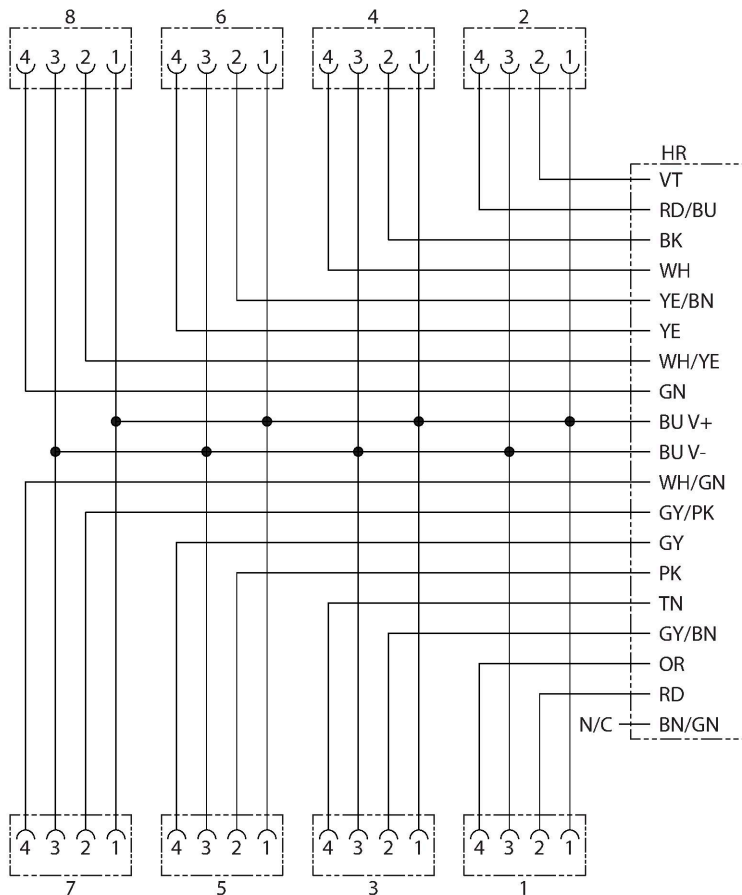 8 6 4 2
4 3 2 1 4 3 2 1 4 3 2 1 4 3 2 1
HR
VT
RD/BU
BK
WH
YE/BN
YE
WH/YE
GN
BU V+
BU V-
WH/GN
GY/PK
GY
PK
TN
GY/BN
OR
RD
N/C BN/GN
4 3 2 1 4 3 2 1 4 3 2 1 4 3 2 1
7 5 3 1